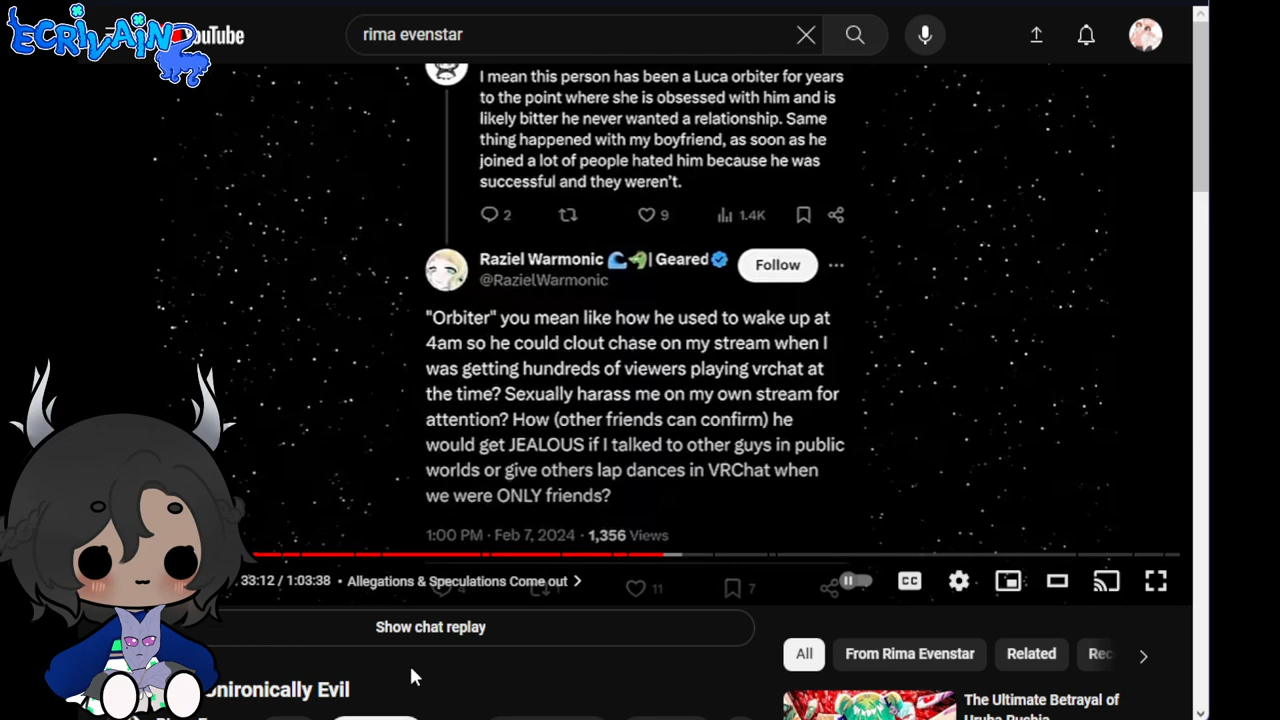 ECRIVAIN
YouTube
rima evenstar
I mean this person has been a Luca orbiter for years
to the point where she is obsessed with him and is
likely bitter he never wanted a relationship. Same
thing happened with my boyfriend, as soon as he
joined a lot of people hated him because he was
successful and they weren't.
2
9
1.4K
Raziel Warmonic | Geared
@RazielWarmonic
Follow
"Orbiter" you mean like how he used to wake up at
4am so he could clout chase on my stream when I
was getting hundreds of viewers playing vrchat at
the time? Sexually harass me on my own stream for
attention? How (other friends can confirm) he
would get JEALOUS if I talked to other guys in public
worlds or give others lap dances in VRChat when
we were ONLY friends?
1:00 PM · Feb 7, 2024 · 1,356 Views
33:12 / 1:03:38 • Allegations & Speculations Come out
11
7
CC
Show chat replay
All
From Rima Evenstar
Related
Rec
nironically Evil
The Ultimate Betrayal of